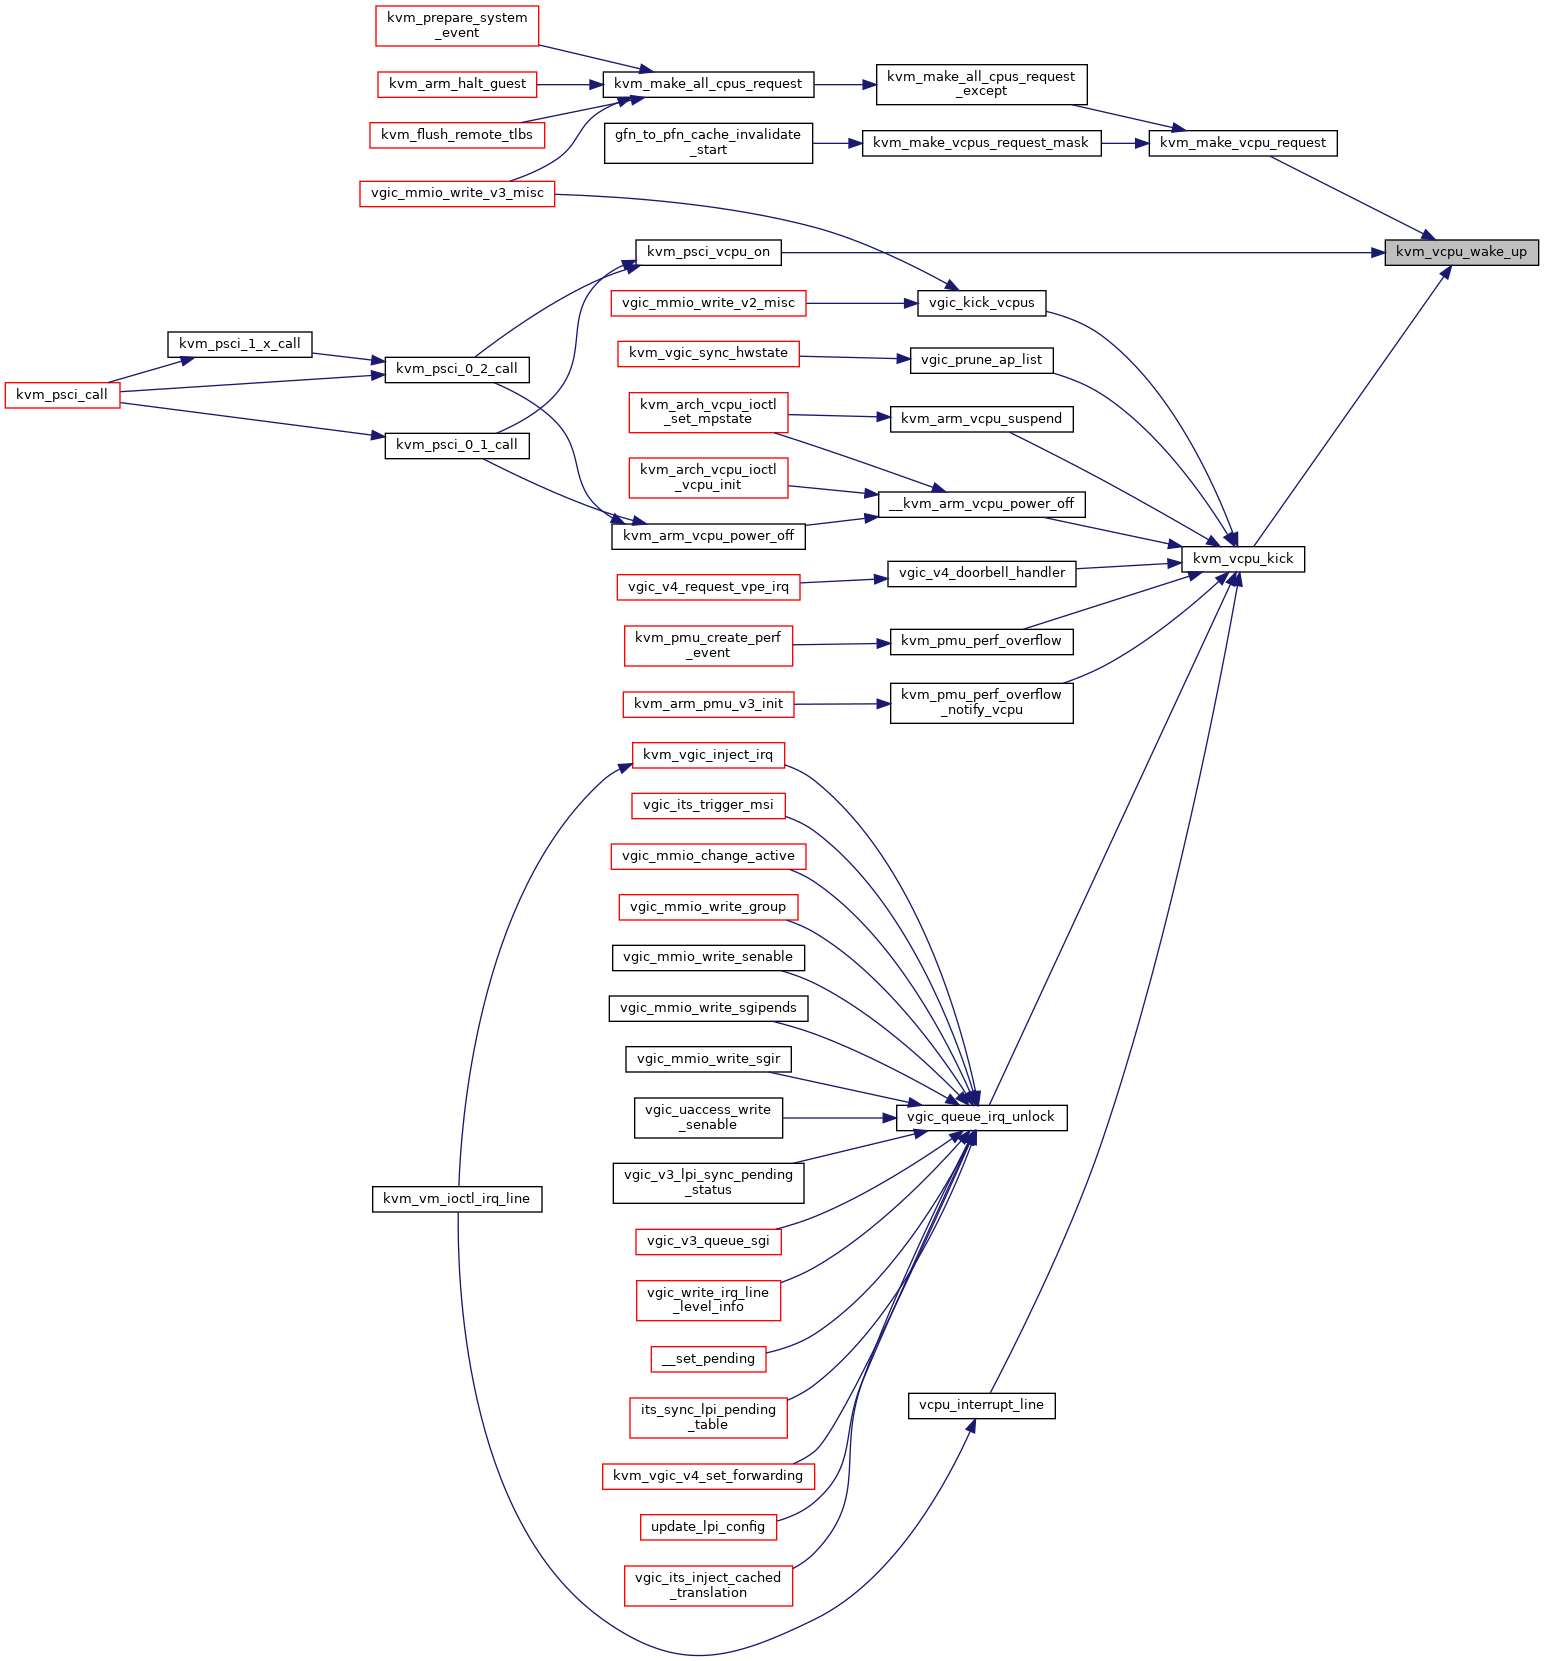 kvm_prepare_system
_event
kvm_make_all_cpus_request
kvm_arm_halt_guest
kvm_make_all_cpus_request
_except
kvm_flush_remote_tlbs
gfn_to_pfn_cache_invalidate
_start
kvm_make_vcpus_request_mask
kvm_make_vcpu_request
vgic_mmio_write_v3_misc
kvm_psci_vcpu_on
kvm_vcpu_wake_up
vgic_mmio_write_v2_misc
vgic_kick_vcpus
kvm_psci_1_x_call
kvm_vgic_sync_hwstate
vgic_prune_ap_list
kvm_psci_0_2_call
kvm_psci_call
kvm_arch_vcpu_ioctl
_set_mpstate
kvm_arm_vcpu_suspend
kvm_psci_0_1_call
kvm_arch_vcpu_ioctl
_vcpu_init
__kvm_arm_vcpu_power_off
kvm_arm_vcpu_power_off
kvm_vcpu_kick
vgic_v4_doorbell_handler
vgic_v4_request_vpe_irq
kvm_pmu_create_perf
_event
kvm_pmu_perf_overflow
kvm_arm_pmu_v3_init
kvm_pmu_perf_overflow
_notify_vcpu
kvm_vgic_inject_irq
vgic_its_trigger_msi
vgic_mmio_change_active
vgic_mmio_write_group
vgic_mmio_write_senable
vgic_mmio_write_sgipends
vgic_mmio_write_sgir
vgic_uaccess_write
_senable
vgic_queue_irq_unlock
vgic_v3_lpi_sync_pending
_status
kvm_vm_ioctl_irq_line
vgic_v3_queue_sgi
vgic_write_irq_line
_level_info
__set_pending
its_sync_lpi_pending
_table
vcpu_interrupt_line
kvm_vgic_v4_set_forwarding
update_lpi_config
vgic_its_inject_cached
_translation